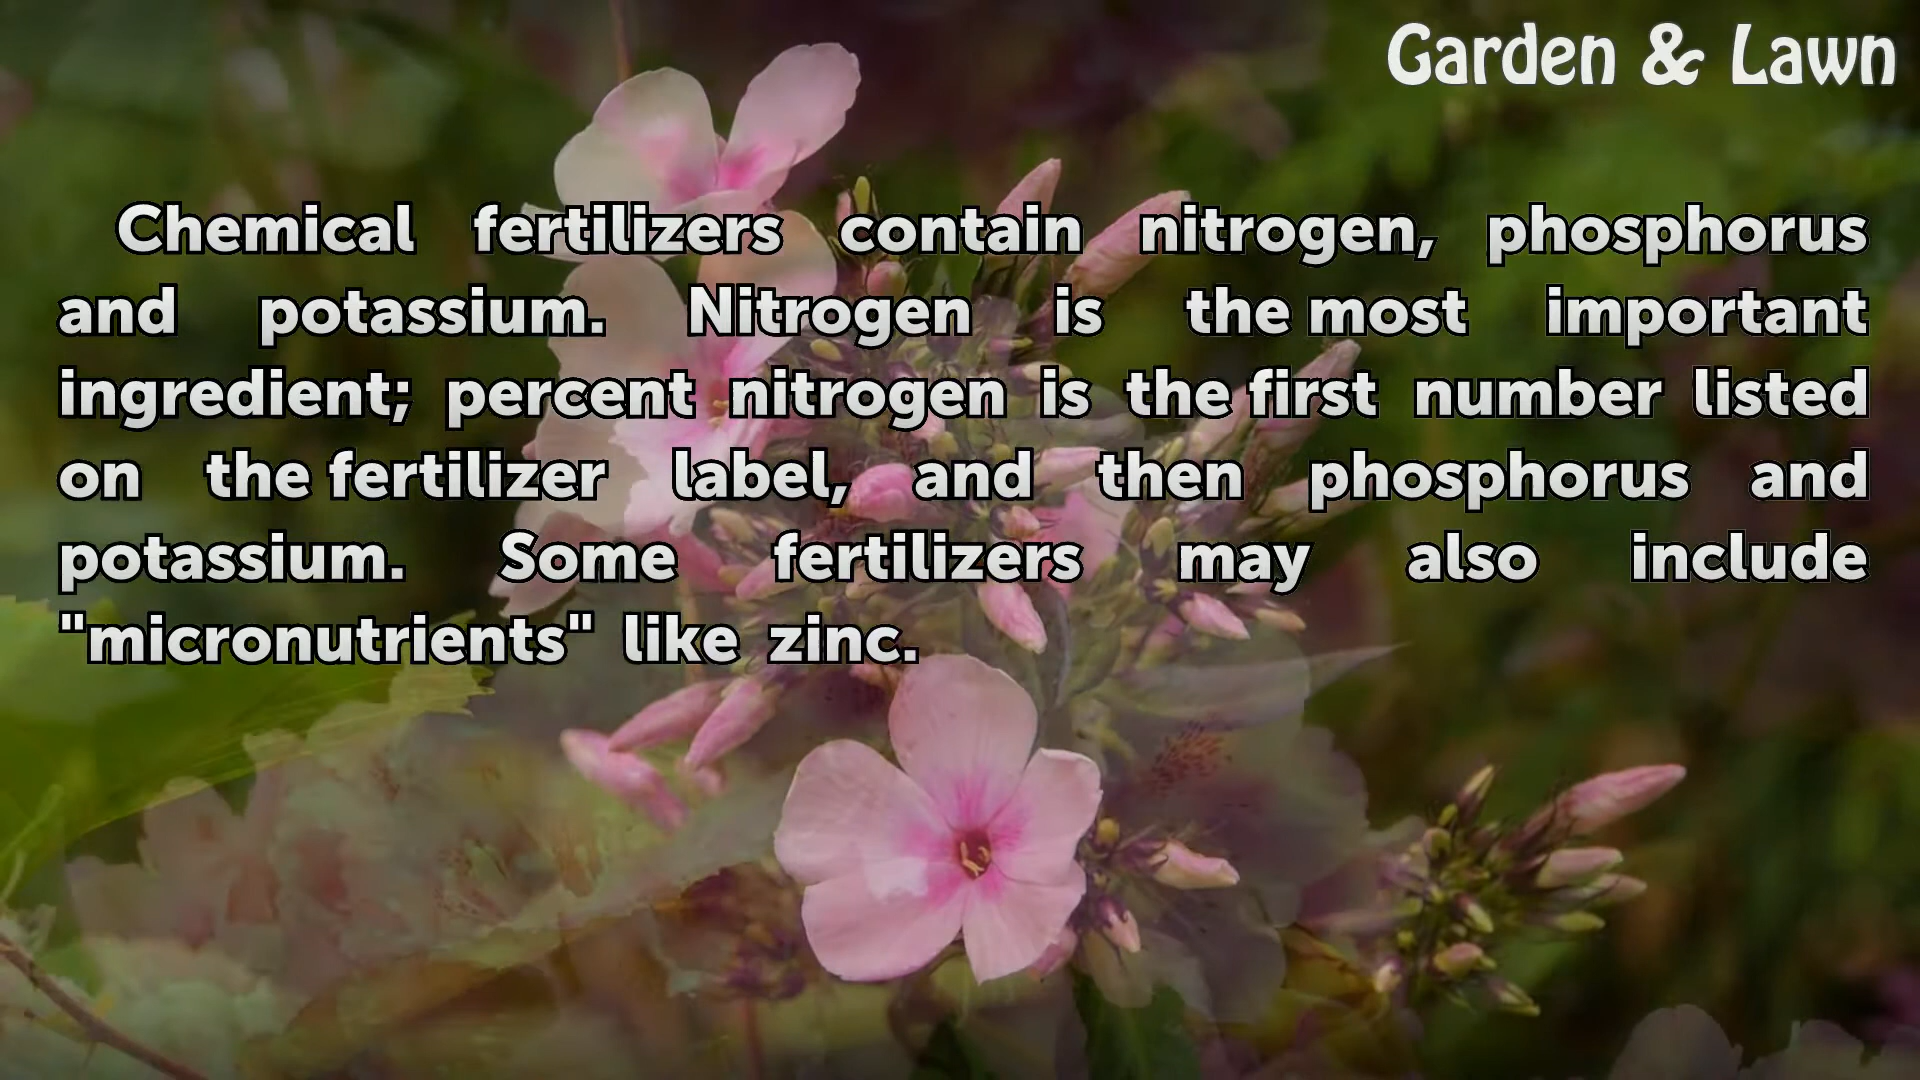 Garden & Lawn
Chemical fertilizers contain nitrogen, phosphorus
and potassium. Nitrogen is the most important
ingredient; percent nitrogen is the first number listed
on the fertilizer label, and then phosphorus and
potassium. Some fertilizers may also include
"micronutrients" like zinc.